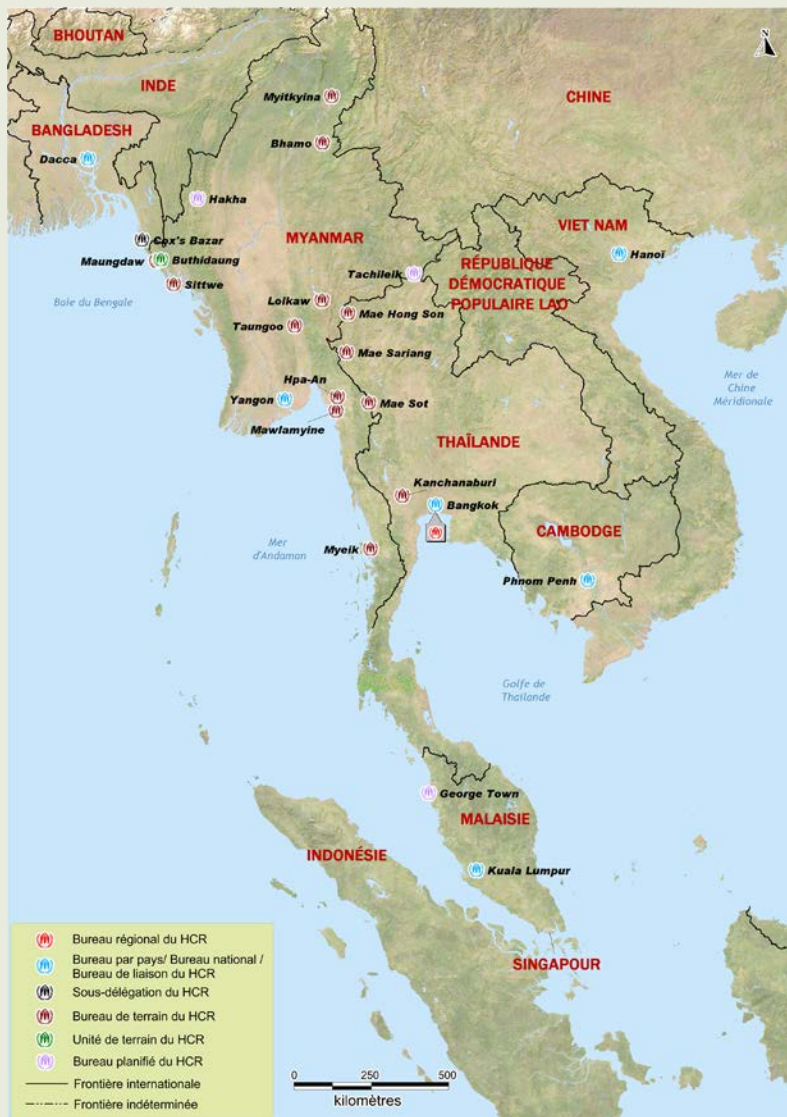 BHOUTAN
N
INDE
Myitkyina
CHINE
BANGLADESH
Bhamo
Dacca
Hakha
VIET NAM
Cox's Bazar
MYANMAR
Hanoï
Maungdaw
Buthidaung
Tachileik
RÉPUBLIQUE
DÉMOCRATIQUE
POPULAIRE LAO
Sittwe
Baie du Bengale
Loikaw
Mae Hong Son
Taungoo
Mae Sariang
Mer de
Chine
Méridionale
Hpa-An
Yangon
Mae Sot
Mawlamyine
THAÏLANDE
Kanchanaburi
Bangkok
CAMBODGE
Mer
d'Andaman
Myeik
Phnom Penh
Golfe de
Thaïlande
George Town
MALAISIE
INDONÉSIE
Kuala Lumpur
SINGAPOUR
Bureau régional du HCR
Bureau par pays/ Bureau national /
Bureau de liaison du HCR
Sous-délégation du HCR
Bureau de terrain du HCR
Unité de terrain du HCR
Bureau planifié du HCR
Frontière internationale
Frontière indéterminée
0 250 500
kilomètres